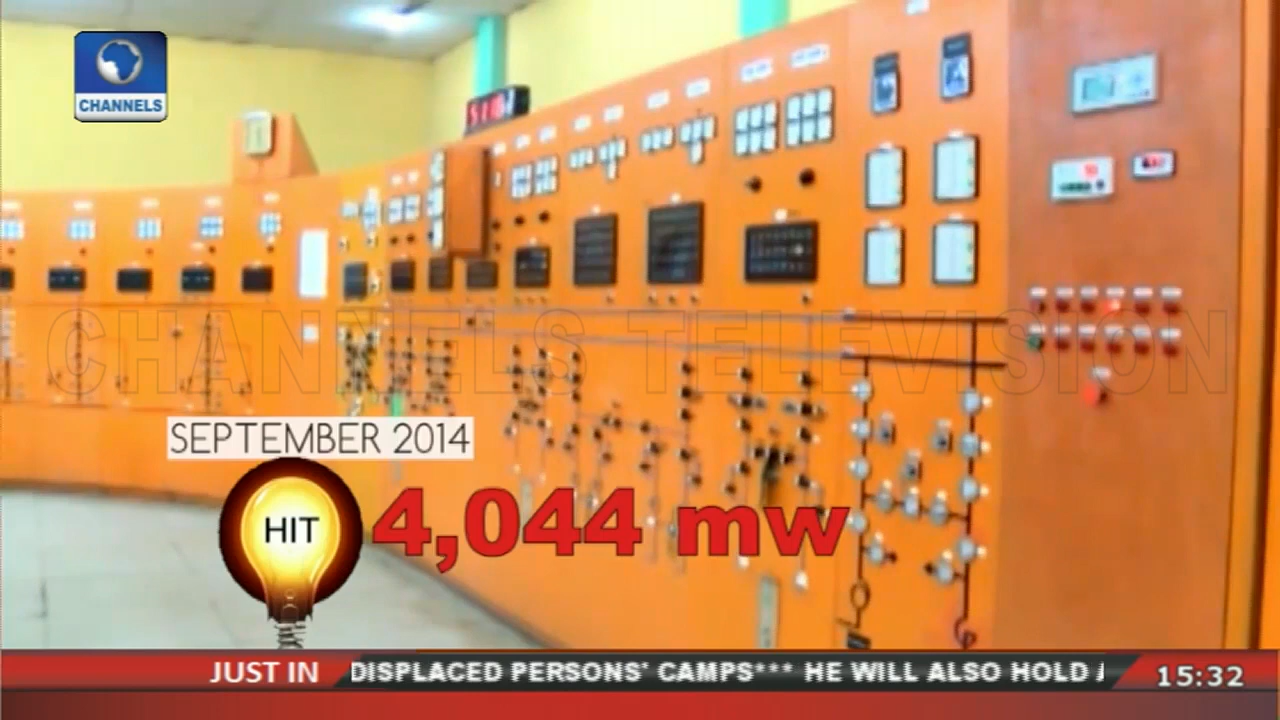 CHANNELS
CHANNELS TELEVISION
SEPTEMBER 2014
HIT
4,044 mw
JUST IN
DISPLACED PERSONS' CAMPS*** HE WILL ALSO HOLD
15:32